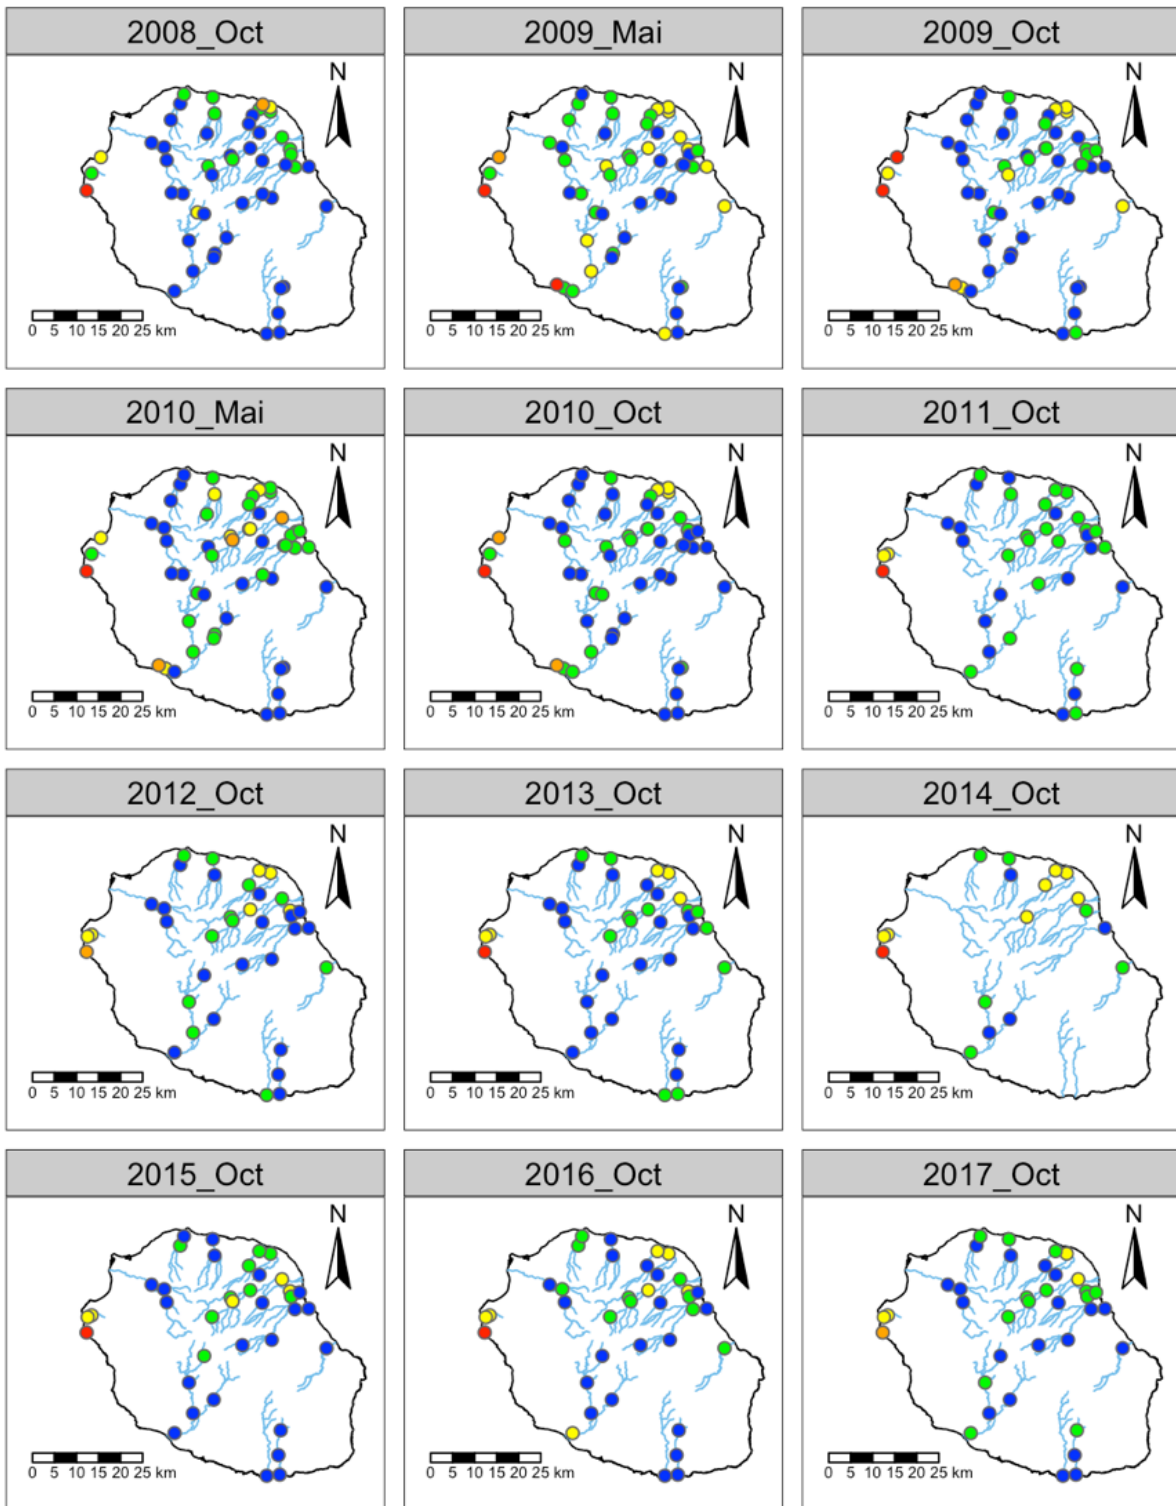 2008_Oct 2009_Mai 2009_Oct
N N N
0 5 10 15 20 25 km 0 5 10 15 20 25 km 0 5 10 15 20 25 km
2010_Mai 2010_Oct 2011_Oct
N N N
0 5 10 15 20 25 km 0 5 10 15 20 25 km 0 5 10 15 20 25 km
2012_Oct 2013_Oct 2014_Oct
N N N
0 5 10 15 20 25 km 0 5 10 15 20 25 km 0 5 10 15 20 25 km
2015_Oct 2016_Oct 2017_Oct
N N N
0 5 10 15 20 25 km 0 5 10 15 20 25 km 0 5 10 15 20 25 km